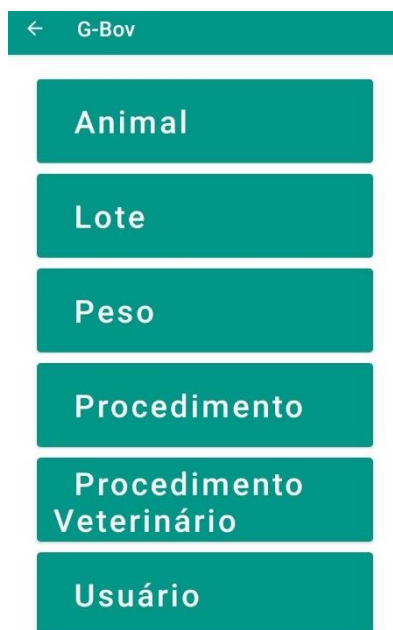 G-Bov
Animal
Lote
Peso
Procedimento
Procedimento
Veterinário
Usuário